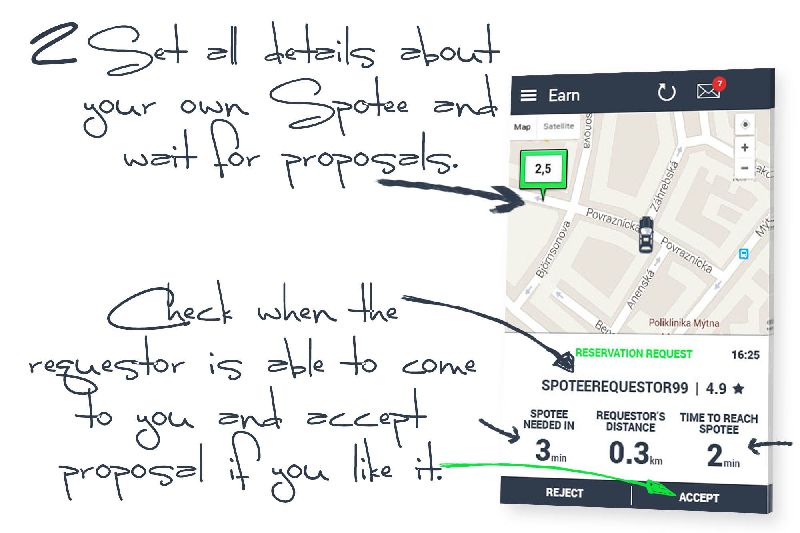 2 Set all details about
your own Spotee and
wait for proposals.
Check when the
requestor is able to come
to you and accept
proposal if you like it.
Earn
7
Map Satellite
2,5
Záhrebská
Povraznícka
Povraznícka
Björnsonova
Anenská
Poliklinika Mýtna
RESERVATION REQUEST 16:25
SPOTEEREQUESTOR99 | 4.9
SPOTEE NEEDED IN
3 min
REQUESTOR'S DISTANCE
0.3 km
TIME TO REACH SPOTEE
2 min
REJECT ACCEPT